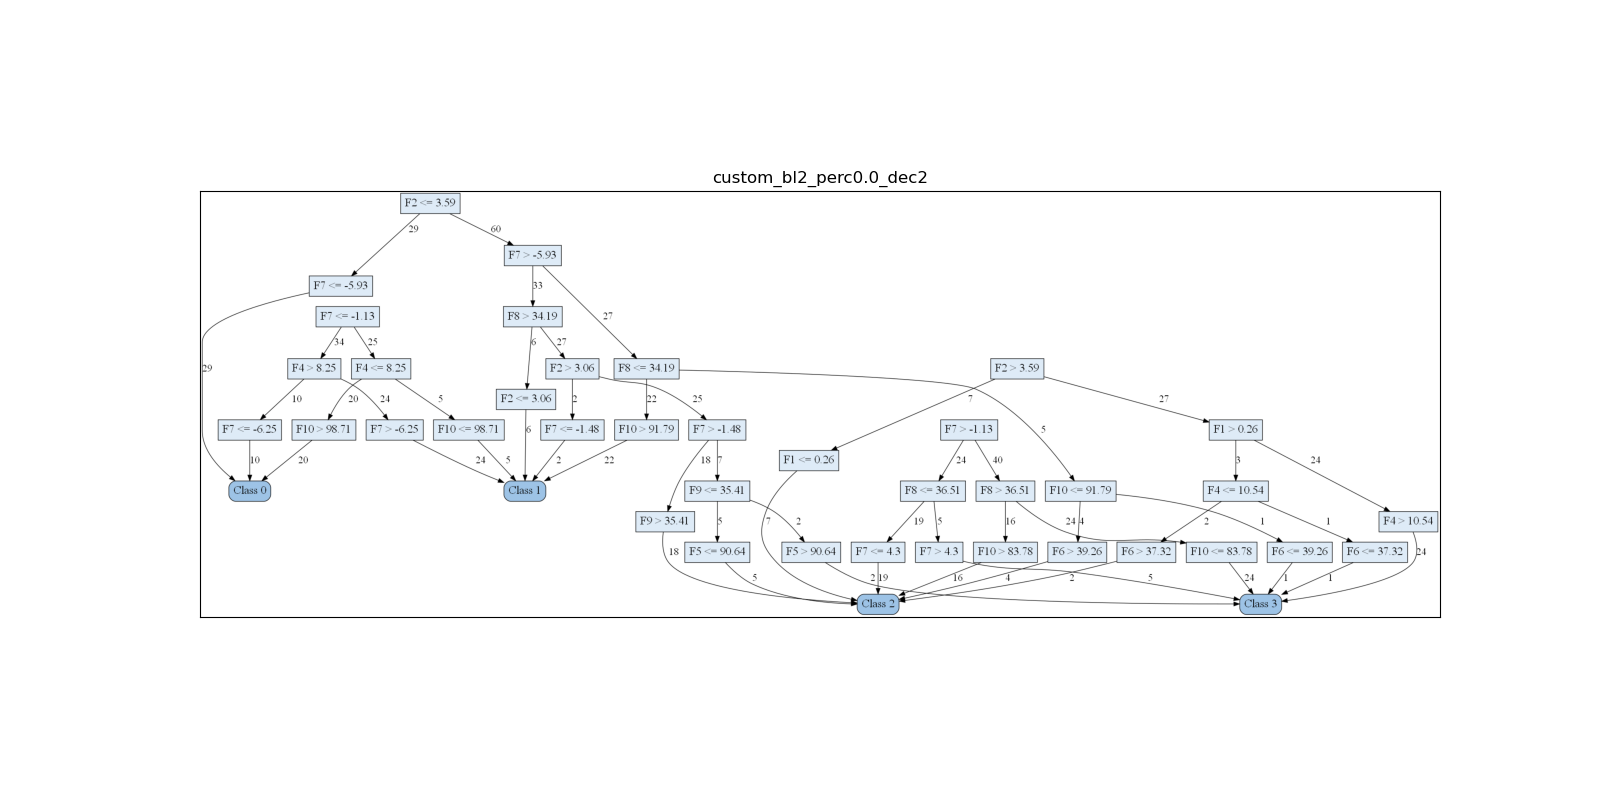 custom_bl2_perc0.0_dec2
F2 <= 3.59
29
60
F7 > -5.93
F7 <= -5.93
33
27
F7 <= -1.13
F8 > 34.19
34
25
6
27
29
F4 > 8.25
F4 <= 8.25
F2 > 3.06
F8 <= 34.19
F2 > 3.59
10
20
24
5
F2 <= 3.06
2
25
22
7
27
F7 <= -6.25
F10 > 98.71
F7 > -6.25
F10 <= 98.71
6
F7 <= -1.48
F10 > 91.79
F7 > -1.48
5
F7 > -1.13
F1 > 0.26
10
20
24
5
2
22
18
7
F1 <= 0.26
24
40
3
24
Class 0
Class 1
F9 <= 35.41
F8 <= 36.51
F8 > 36.51
F10 <= 91.79
F4 <= 10.54
F9 > 35.41
5
2
7
19
5
16
24
4
2
1
1
F4 > 10.54
18
F5 <= 90.64
F5 > 90.64
F7 <= 4.3
F7 > 4.3
F10 > 83.78
F6 > 39.26
F6 > 37.32
F10 <= 83.78
F6 <= 39.26
F6 <= 37.32
24
5
2
19
16
4
2
5
24
1
1
Class 2
Class 3